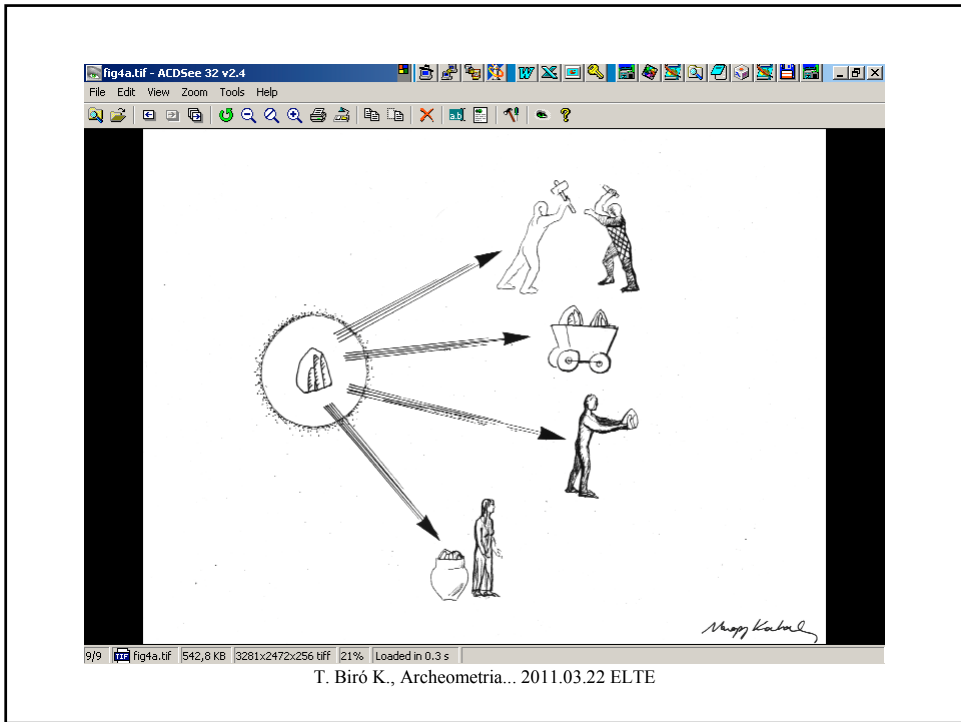 fig4a.tif - ACDSee 32 v2.4
File Edit View Zoom Tools Help
9/9 fig4a.tif 542,8 KB 3281x2472x256 tiff 21% Loaded in 0.3 s
T. Biró K., Archeometria... 2011.03.22 ELTE